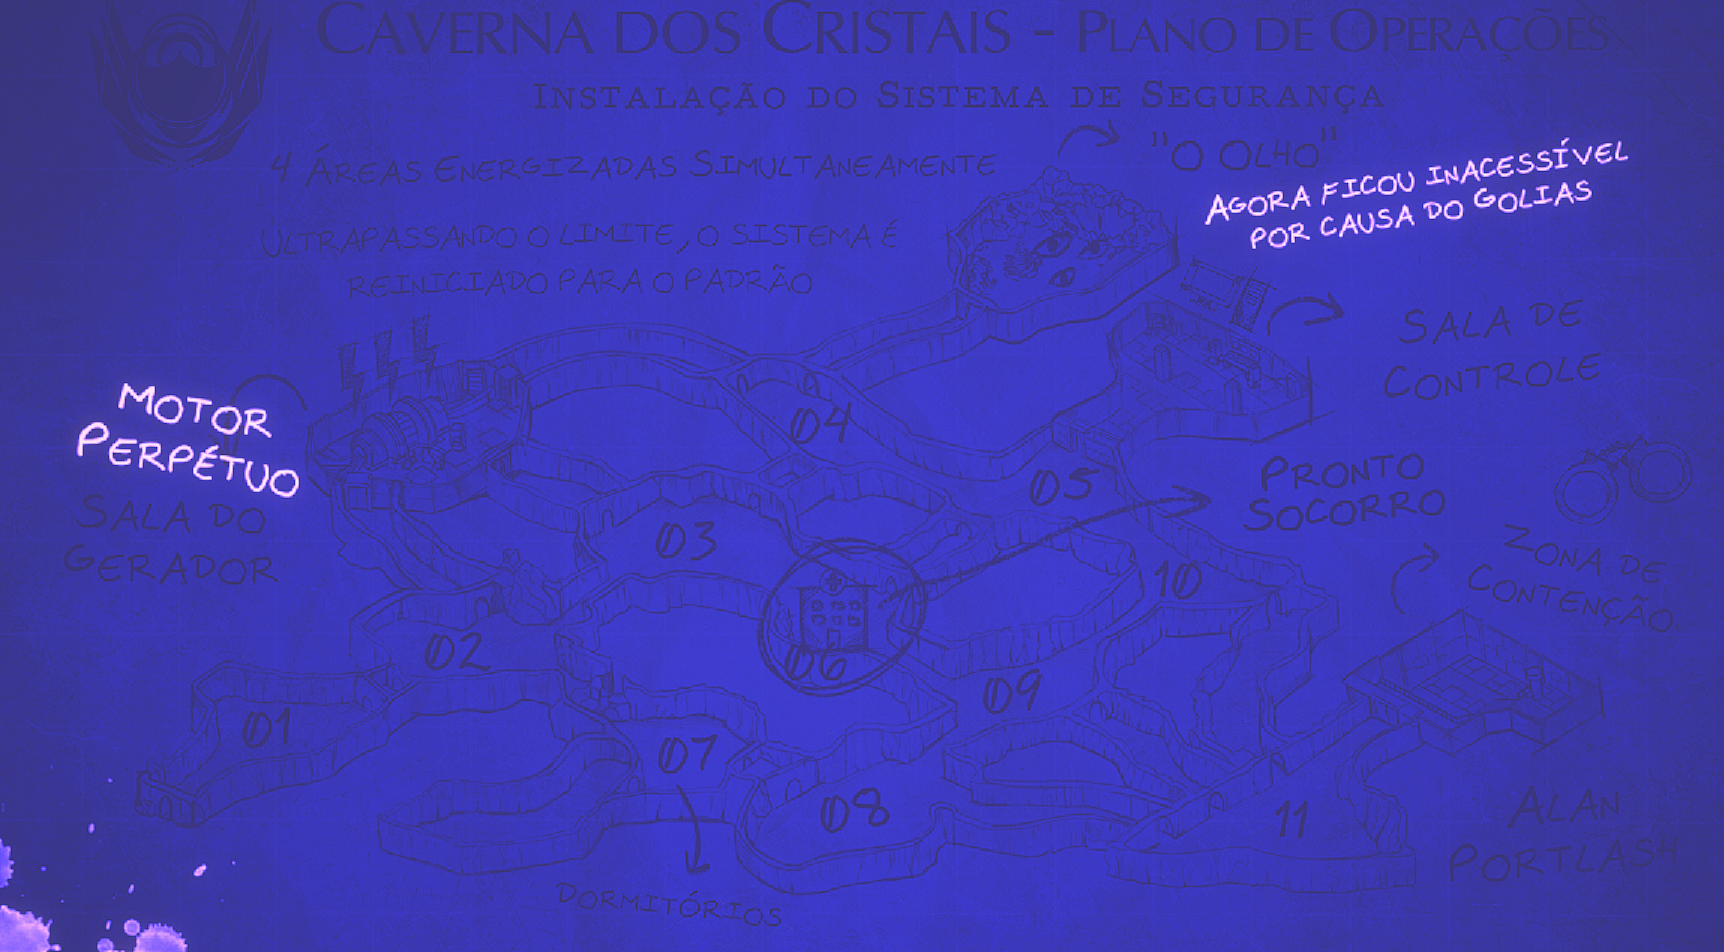 CAVERNA DOS CRISTAIS - PLANO DE OPERAÇÕES
INSTALAÇÃO DO SISTEMA DE SEGURANÇA
4 ÁREAS ENERGIZADAS SIMULTANEAMENTE
ULTRAPASSANDO O LIMITE, O SISTEMA É
REINICIADO PARA O PADRÃO
"O OLHO"
AGORA FICOU INACESSÍVEL
POR CAUSA DO GOLIAS
SALA DE
CONTROLE
MOTOR
PERPÉTUO
SALA DO
GERADOR
04
05
03
PRONTO
SOCORRO
10
ZONA DE
CONTENÇÃO.
02
06
09
01
07
08
11
ALAN
PORTLASH
DORMITÓRIOS